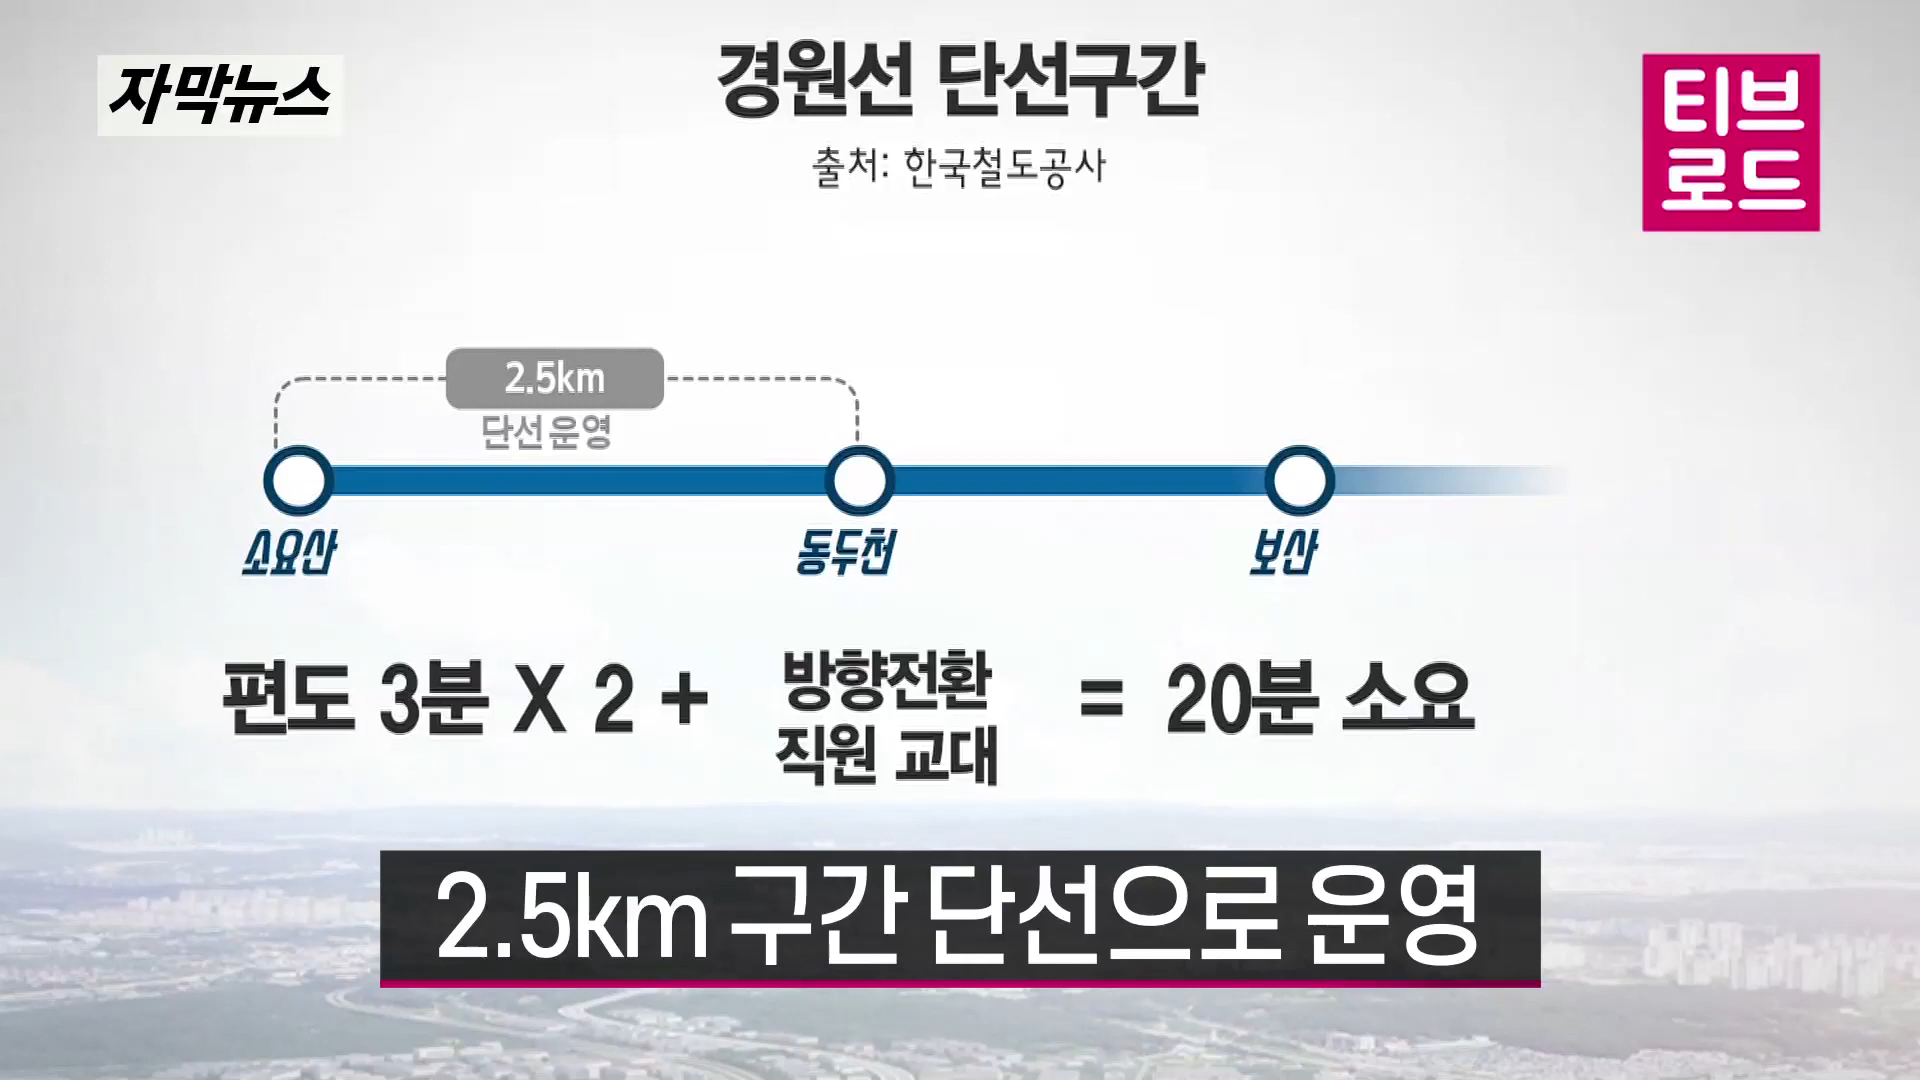 자막뉴스
경원선 단선구간
출처: 한국철도공사
티브
로드
2.5km
단선운영
소요산
동두천
보산
편도 3분 X 2 + 방향전환 직원 교대 = 20분 소요
2.5km 구간 단선으로 운영